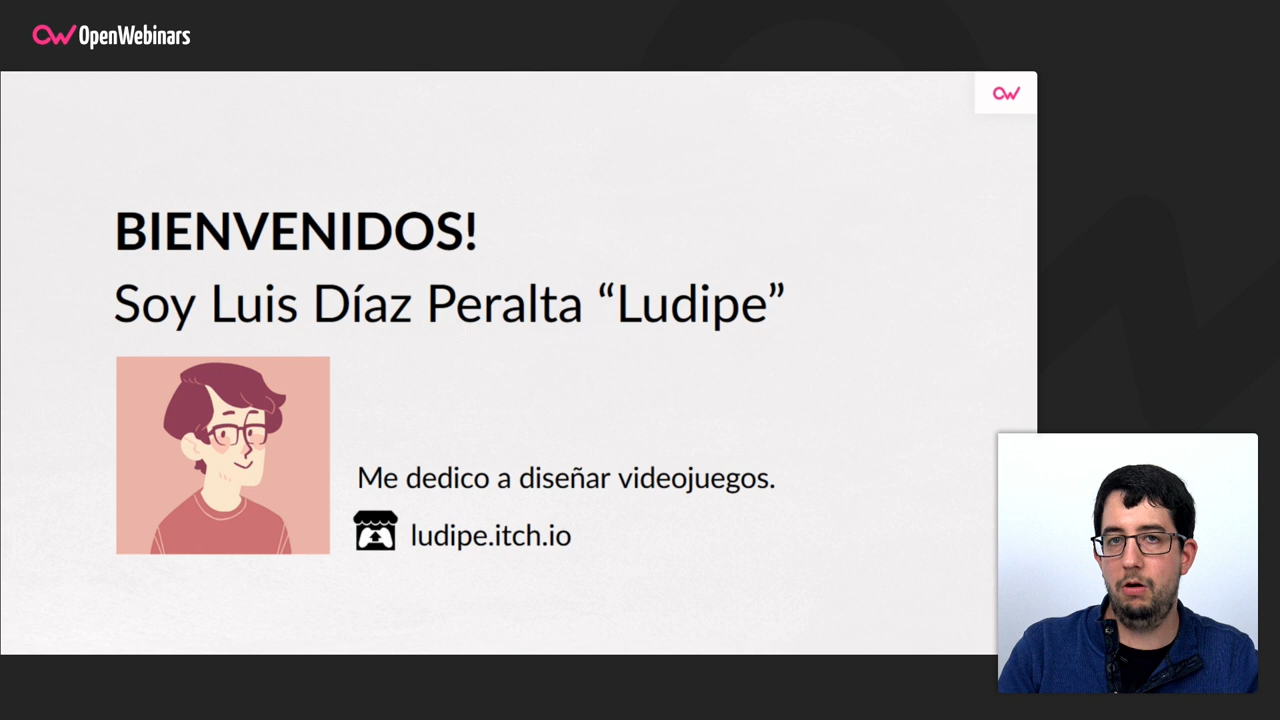 OpenWebinars
BIENVENIDOS!
Soy Luis Díaz Peralta “Ludipe”
Me dedico a diseñar videojuegos.
ludipe.itch.io